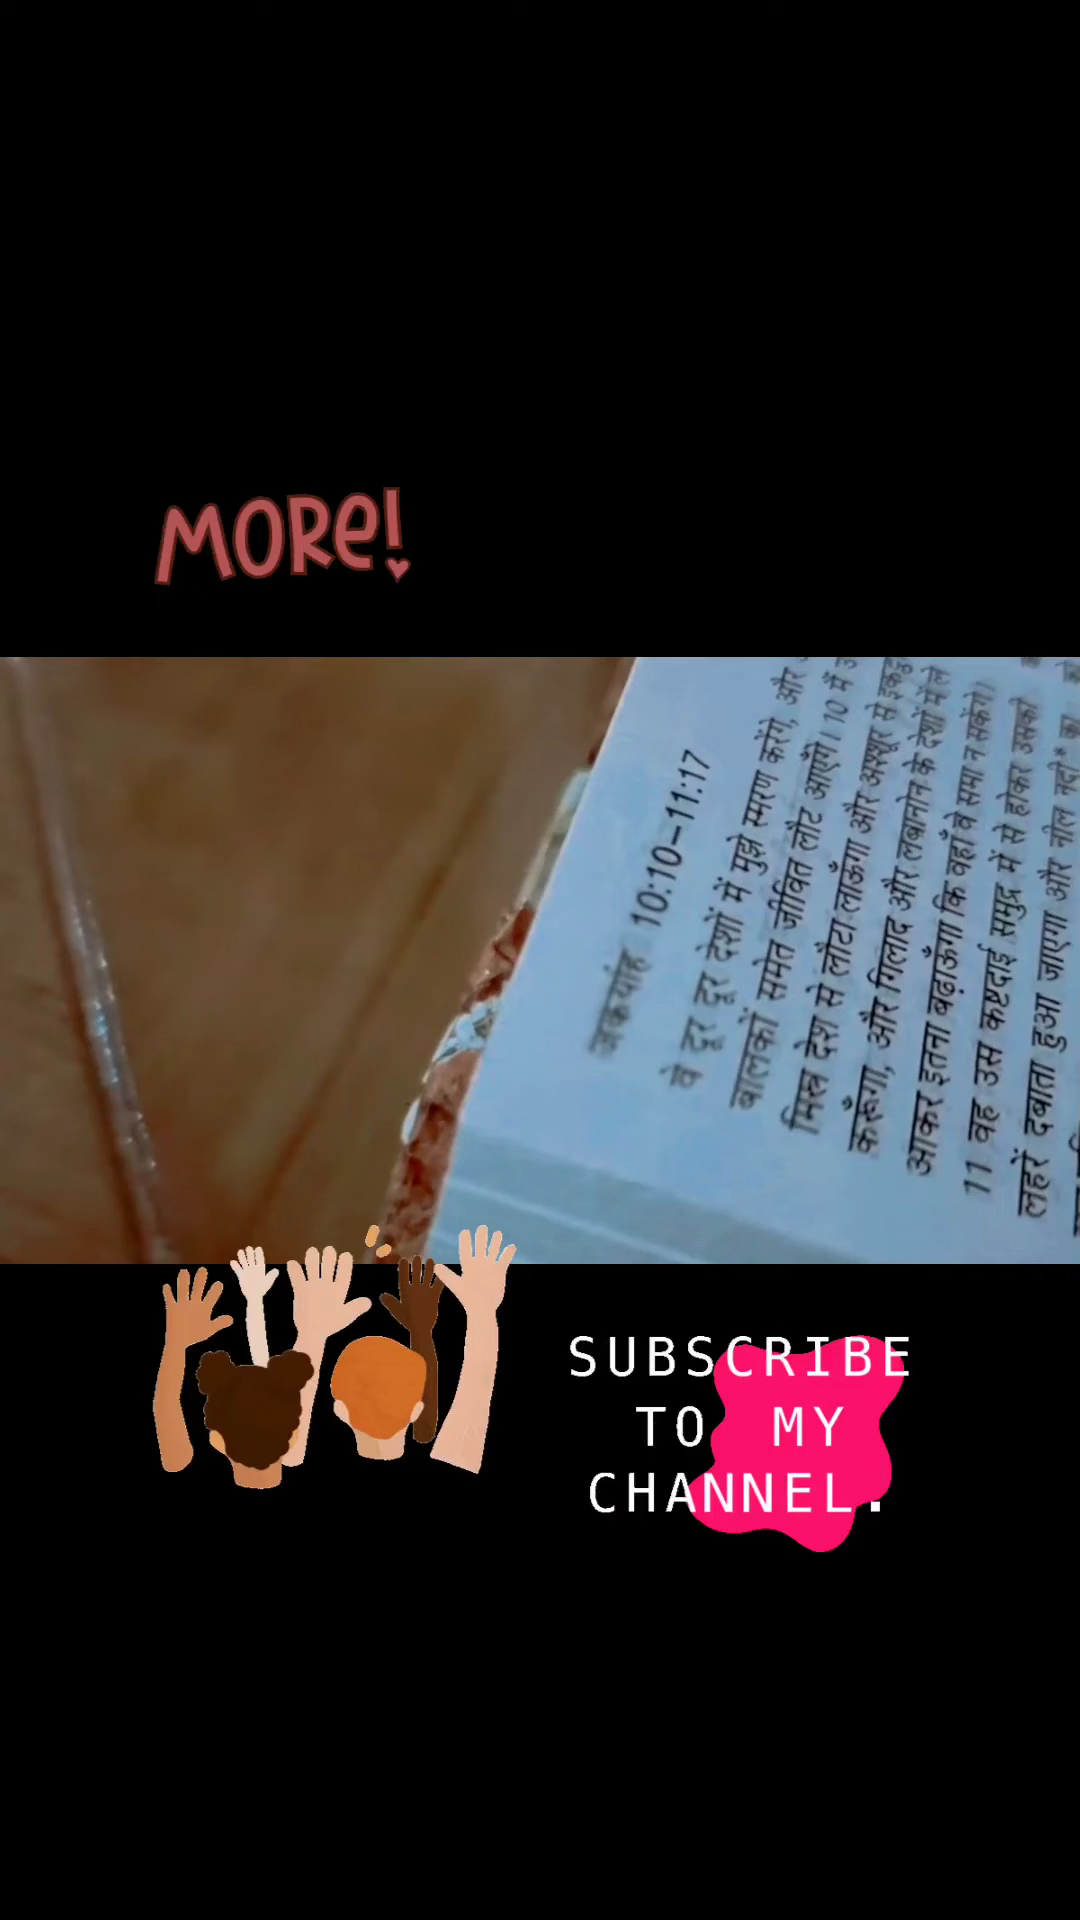 MORe!
जकर्याह 10:10–11:17
वे दूर दूर देशों में मुझे स्मरण करेंगे, और
बालकों समेत जीवित लौट आएँगे। 10 मैं उ
मिस्र देश से लौटा लाऊँगा और अश्शूर से इकट्ठ
करूँगा, और गिलाद और लबानोन के देशों में ले
आकर इतना बढ़ाऊँगा कि वहाँ वे समा न सकेंगे।
11 वह उस कष्टदाई समुद्र में से होकर उसकी
लहरें दबाता हुआ जाएगा और नील नदी का
SUBSCRIBE
TO MY
CHANNEL.